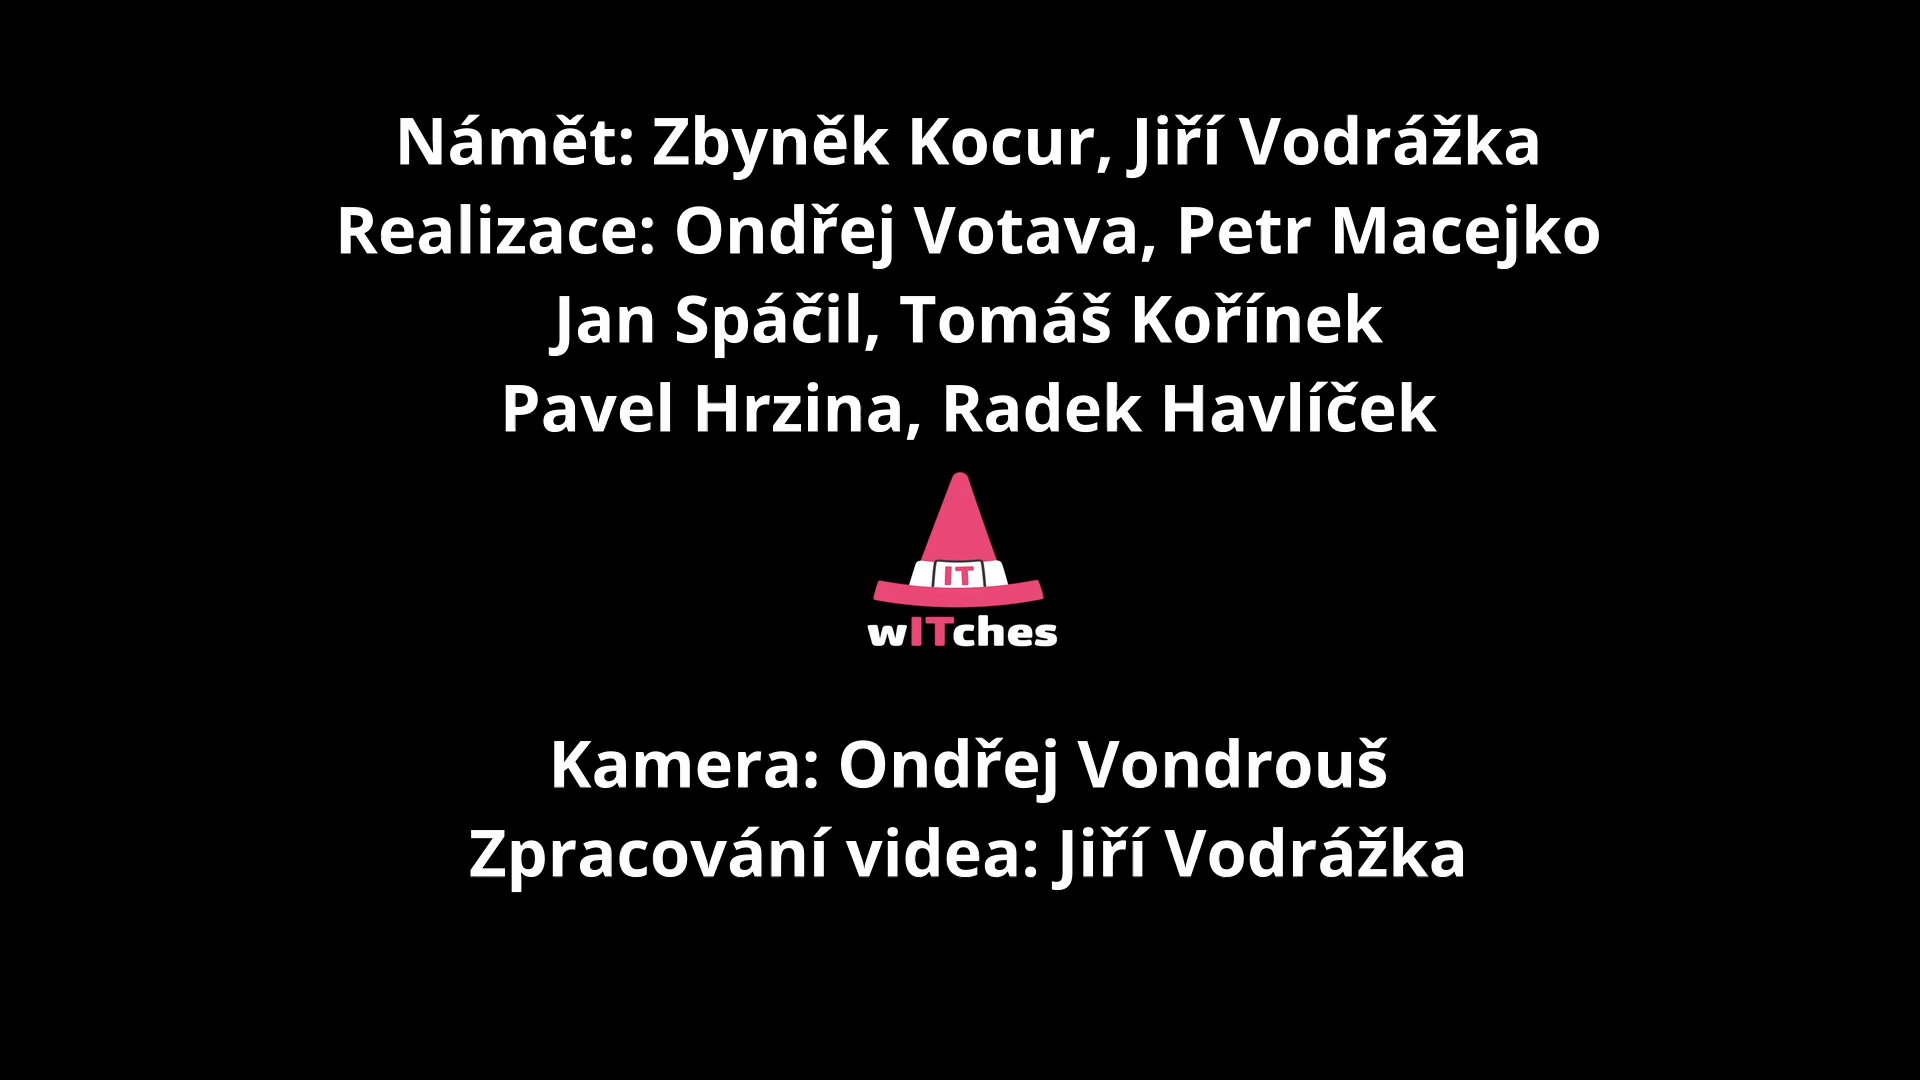 Námět: Zbyněk Kocur, Jiří Vodrážka
Realizace: Ondřej Votava, Petr Macejko
Jan Spáčil, Tomáš Kořínek
Pavel Hrzina, Radek Havlíček
IT
wITches
Kamera: Ondřej Vondrouš
Zpracování videa: Jiří Vodrážka